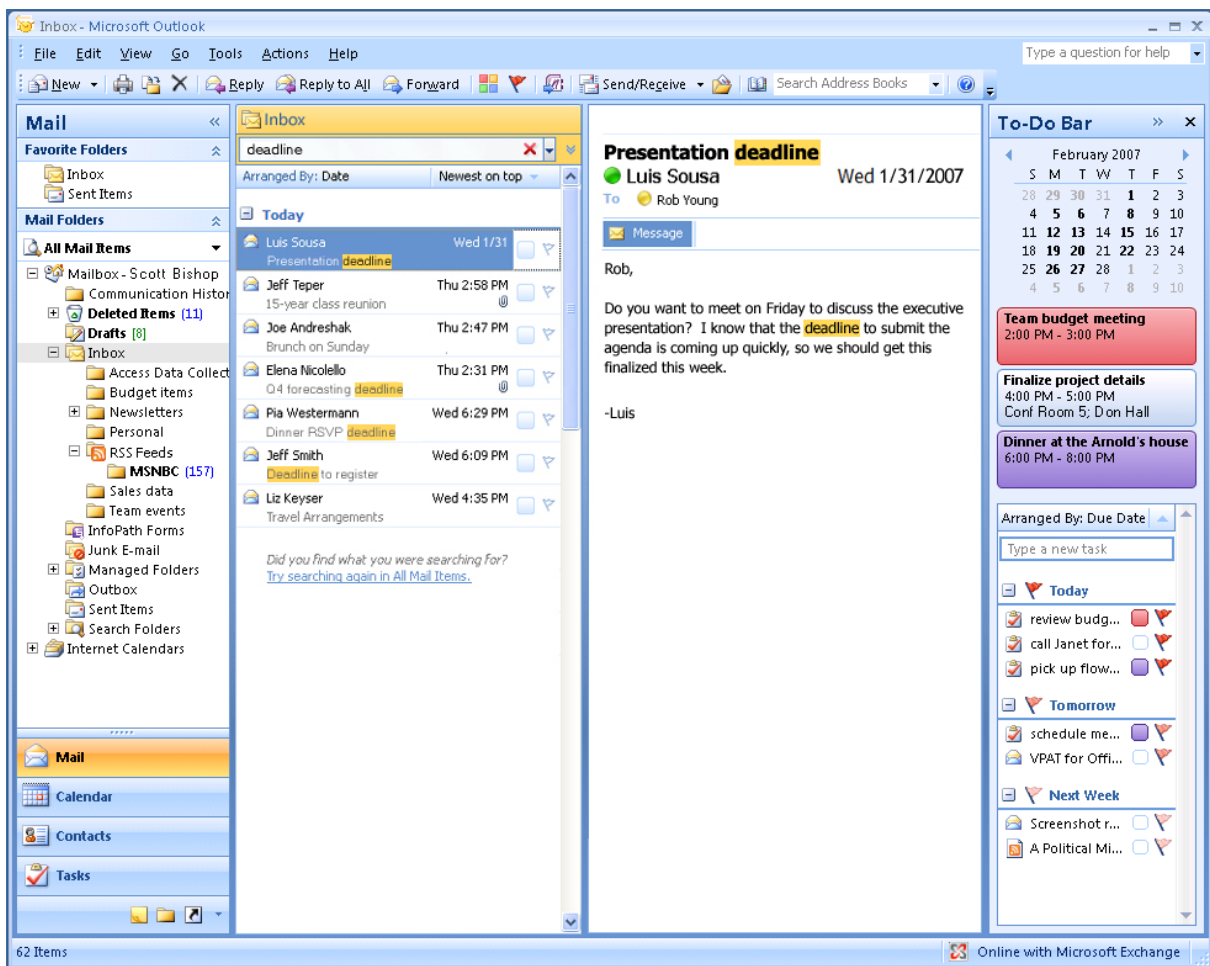 Inbox - Microsoft Outlook
File Edit View Go Tools Actions Help
Type a question for help
New Reply Reply to All Forward Send/Receive Search Address Books
Mail
Favorite Folders
Inbox
Sent Items
Mail Folders
All Mail Items
Mailbox - Scott Bishop
Communication Histor
Deleted Items (11)
Drafts [8]
Inbox
Access Data Collect
Budget items
Newsletters
Personal
RSS Feeds
MSNBC (157)
Sales data
Team events
InfoPath Forms
Junk E-mail
Managed Folders
Outbox
Sent Items
Search Folders
Internet Calendars
Mail
Calendar
Contacts
Tasks
Inbox
deadline
Arranged By: Date Newest on top
Today
Luis Sousa Wed 1/31
Presentation deadline
Jeff Teper Thu 2:58 PM
15-year class reunion
Joe Andreshak Thu 2:47 PM
Brunch on Sunday
Elena Nicolello Thu 2:31 PM
Q4 forecasting deadline
Pia Westermann Wed 6:29 PM
Dinner RSVP deadline
Jeff Smith Wed 6:09 PM
Deadline to register
Liz Keyser Wed 4:35 PM
Travel Arrangements
Did you find what you were searching for?
Try searching again in All Mail Items.
Presentation deadline
Luis Sousa Wed 1/31/2007
To Rob Young
Message
Rob,
Do you want to meet on Friday to discuss the executive
presentation? I know that the deadline to submit the
agenda is coming up quickly, so we should get this
finalized this week.
-Luis
To-Do Bar
February 2007
S M T W T F S
28 29 30 31 1 2 3
4 5 6 7 8 9 10
11 12 13 14 15 16 17
18 19 20 21 22 23 24
25 26 27 28 1 2 3
4 5 6 7 8 9 10
Team budget meeting
2:00 PM - 3:00 PM
Finalize project details
4:00 PM - 5:00 PM
Conf Room 5; Don Hall
Dinner at the Arnold's house
6:00 PM - 8:00 PM
Arranged By: Due Date
Type a new task
Today
review budg...
call Janet for...
pick up flow...
Tomorrow
schedule me...
VPAT for Offi...
Next Week
Screenshot r...
A Political Mi...
62 Items
Online with Microsoft Exchange